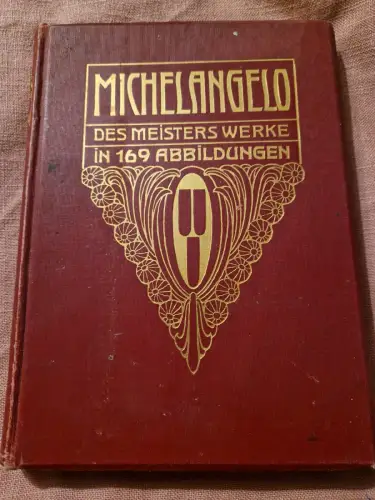 MICHELANGELO
DES MEISTERS WERKE
IN 169 ABBILDUNGEN